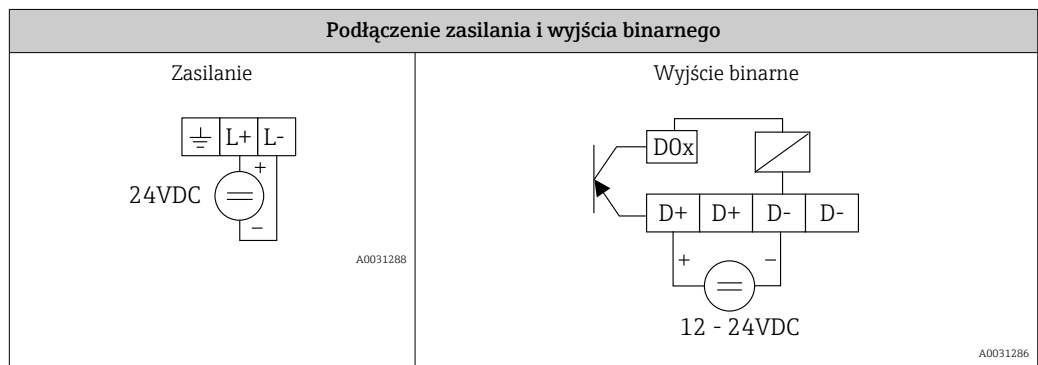 Podłączenie zasilania i wyjścia binarnego
Zasilanie
L+ L-
+
24VDC
–
A0031288
Wyjście binarne
DOx
D+ D+ D- D-
+ –
12 - 24VDC
A0031286